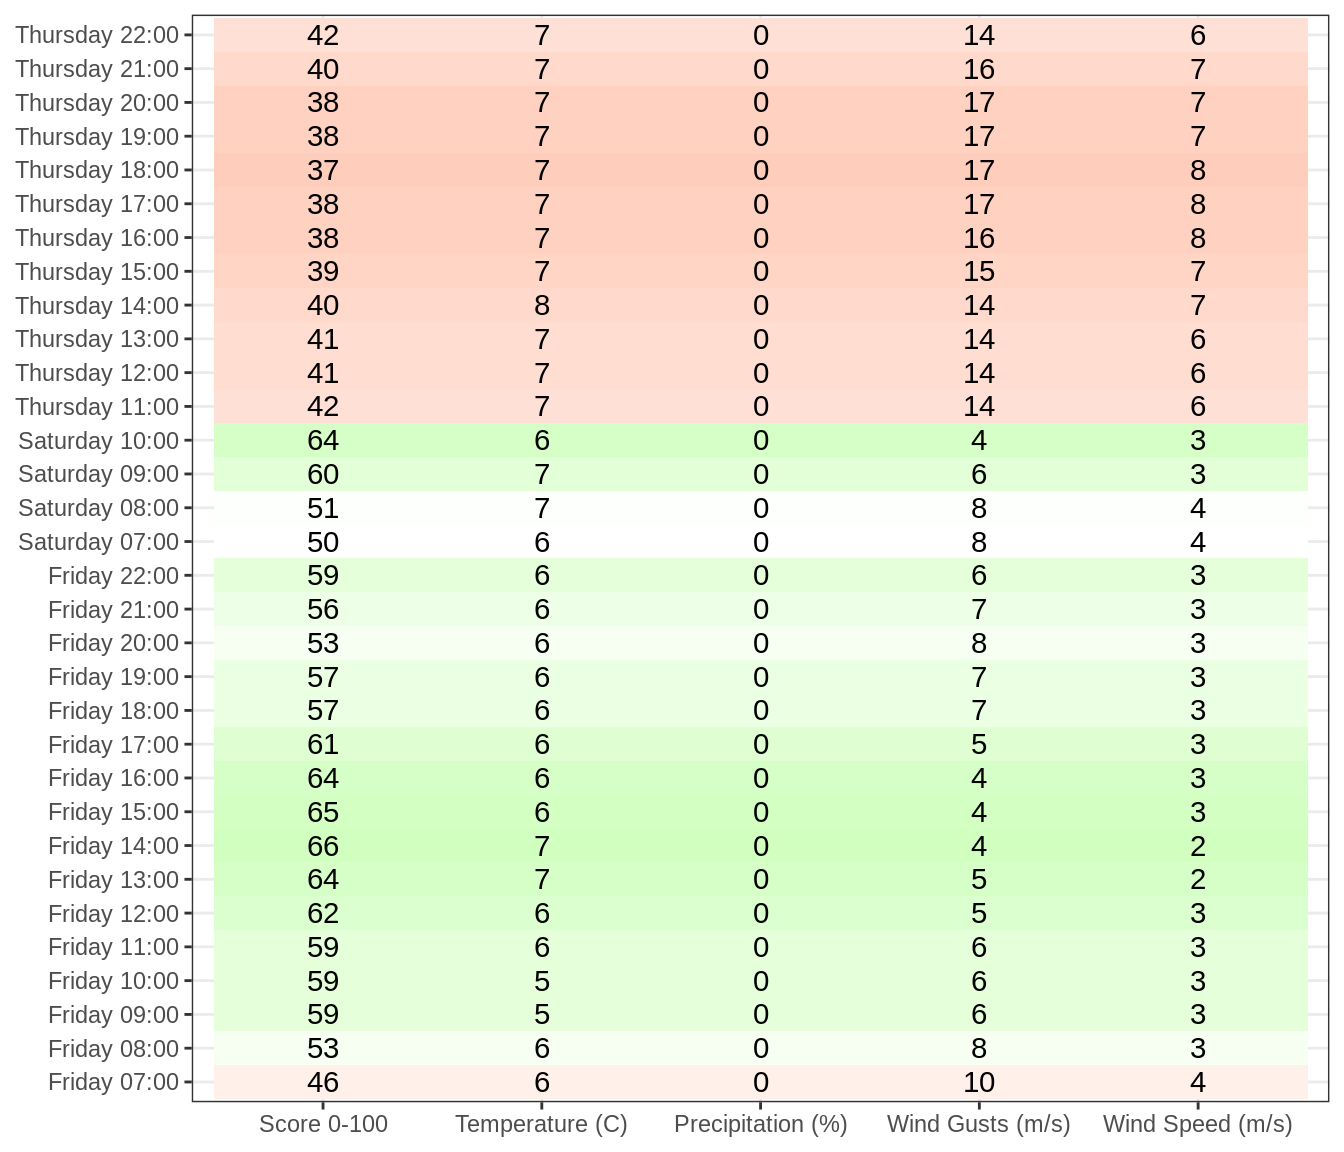 Thursday 22:00 42 7 0 14 6
Thursday 21:00 40 7 0 16 7
Thursday 20:00 38 7 0 17 7
Thursday 19:00 38 7 0 17 7
Thursday 18:00 37 7 0 17 8
Thursday 17:00 38 7 0 17 8
Thursday 16:00 38 7 0 16 8
Thursday 15:00 39 7 0 15 7
Thursday 14:00 40 8 0 14 7
Thursday 13:00 41 7 0 14 6
Thursday 12:00 41 7 0 14 6
Thursday 11:00 42 7 0 14 6
Saturday 10:00 64 6 0 4 3
Saturday 09:00 60 7 0 6 3
Saturday 08:00 51 7 0 8 4
Saturday 07:00 50 6 0 8 4
Friday 22:00 59 6 0 6 3
Friday 21:00 56 6 0 7 3
Friday 20:00 53 6 0 8 3
Friday 19:00 57 6 0 7 3
Friday 18:00 57 6 0 7 3
Friday 17:00 61 6 0 5 3
Friday 16:00 64 6 0 4 3
Friday 15:00 65 6 0 4 3
Friday 14:00 66 7 0 4 2
Friday 13:00 64 7 0 5 2
Friday 12:00 62 6 0 5 3
Friday 11:00 59 6 0 6 3
Friday 10:00 59 5 0 6 3
Friday 09:00 59 5 0 6 3
Friday 08:00 53 6 0 8 3
Friday 07:00 46 6 0 10 4
Score 0-100 Temperature (C) Precipitation (%) Wind Gusts (m/s) Wind Speed (m/s)